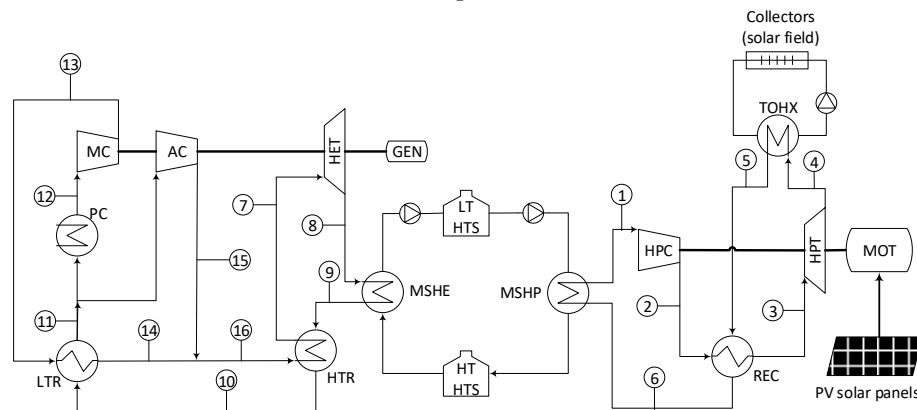 Collectors
(solar field)
13
TOHX
MC
AC
HET
GEN
5
4
12
7
LT
HTS
1
PC
8
HPC
HPT
MOT
15
9
MSHE
MSHP
2
3
11
14
16
HT
HTS
LTR
10
HTR
6
REC
PV solar panels